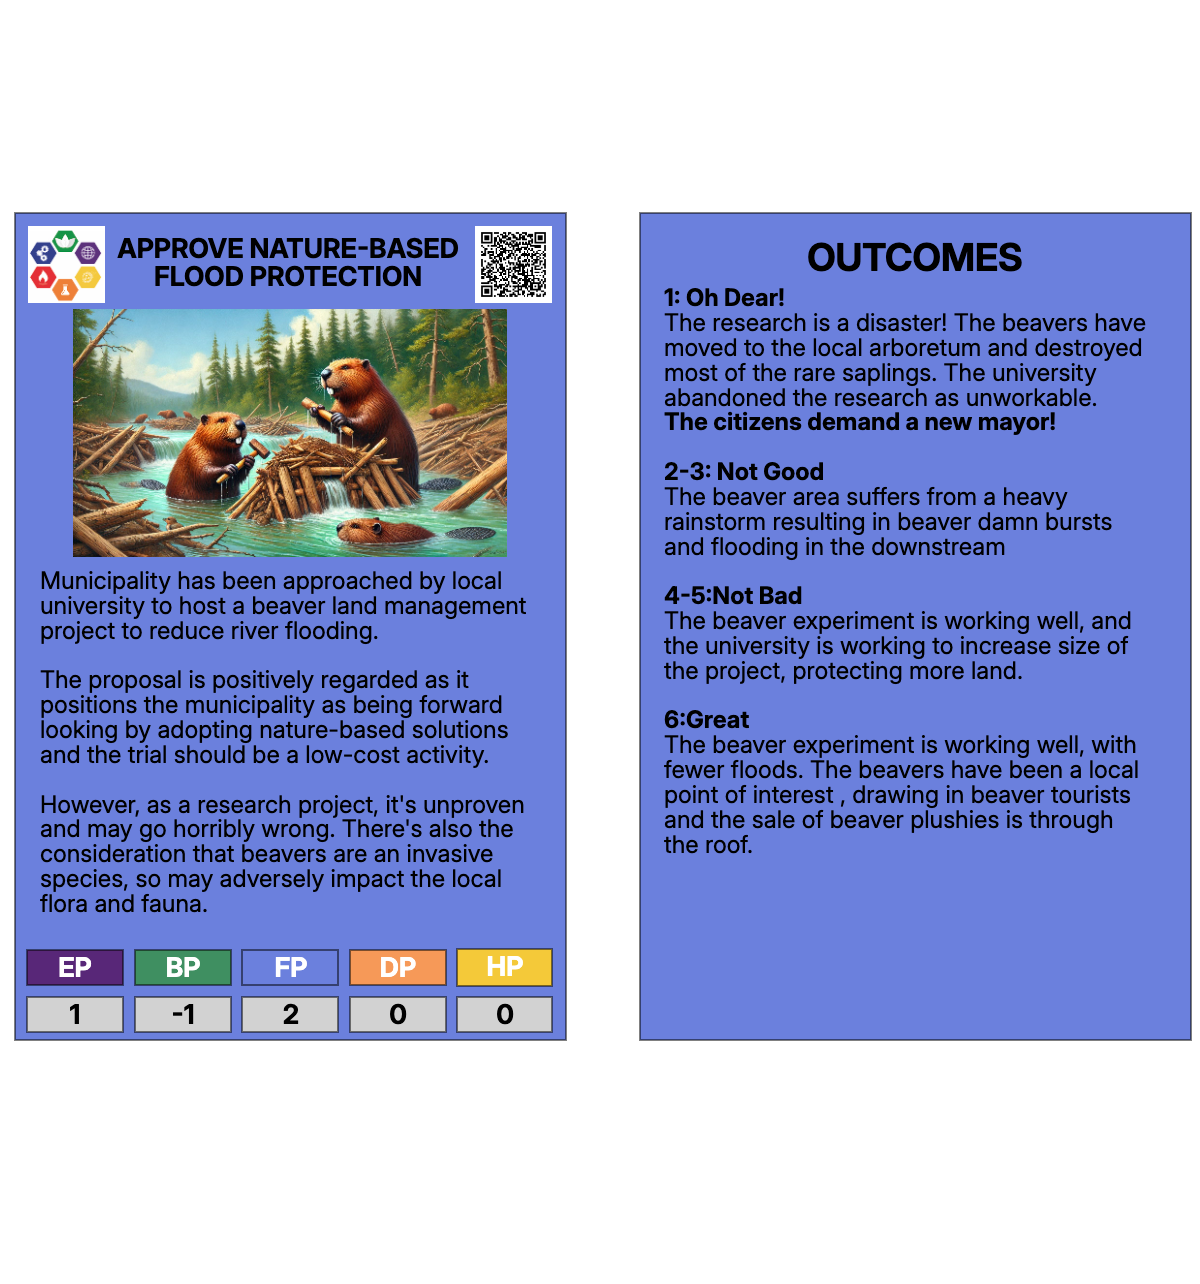 APPROVE NATURE-BASED
FLOOD PROTECTION
Municipality has been approached by local
university to host a beaver land management
project to reduce river flooding.
The proposal is positively regarded as it
positions the municipality as being forward
looking by adopting nature-based solutions
and the trial should be a low-cost activity.
However, as a research project, it's unproven
and may go horribly wrong. There's also the
consideration that beavers are an invasive
species, so may adversely impact the local
flora and fauna.
EP BP FP DP HP
1 -1 2 0 0
OUTCOMES
1: Oh Dear!
The research is a disaster! The beavers have
moved to the local arboretum and destroyed
most of the rare saplings. The university
abandoned the research as unworkable.
The citizens demand a new mayor!
2-3: Not Good
The beaver area suffers from a heavy
rainstorm resulting in beaver damn bursts
and flooding in the downstream
4-5:Not Bad
The beaver experiment is working well, and
the university is working to increase size of
the project, protecting more land.
6:Great
The beaver experiment is working well, with
fewer floods. The beavers have been a local
point of interest , drawing in beaver tourists
and the sale of beaver plushies is through
the roof.